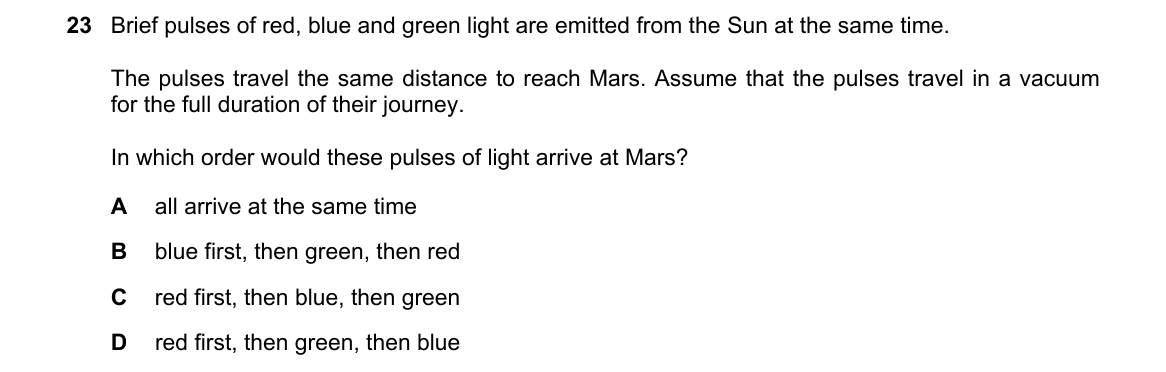 23 Brief pulses of red, blue and green light are emitted from the Sun at the same time.
The pulses travel the same distance to reach Mars. Assume that the pulses travel in a vacuum
for the full duration of their journey.
In which order would these pulses of light arrive at Mars?
A all arrive at the same time
B blue first, then green, then red
C red first, then blue, then green
D red first, then green, then blue